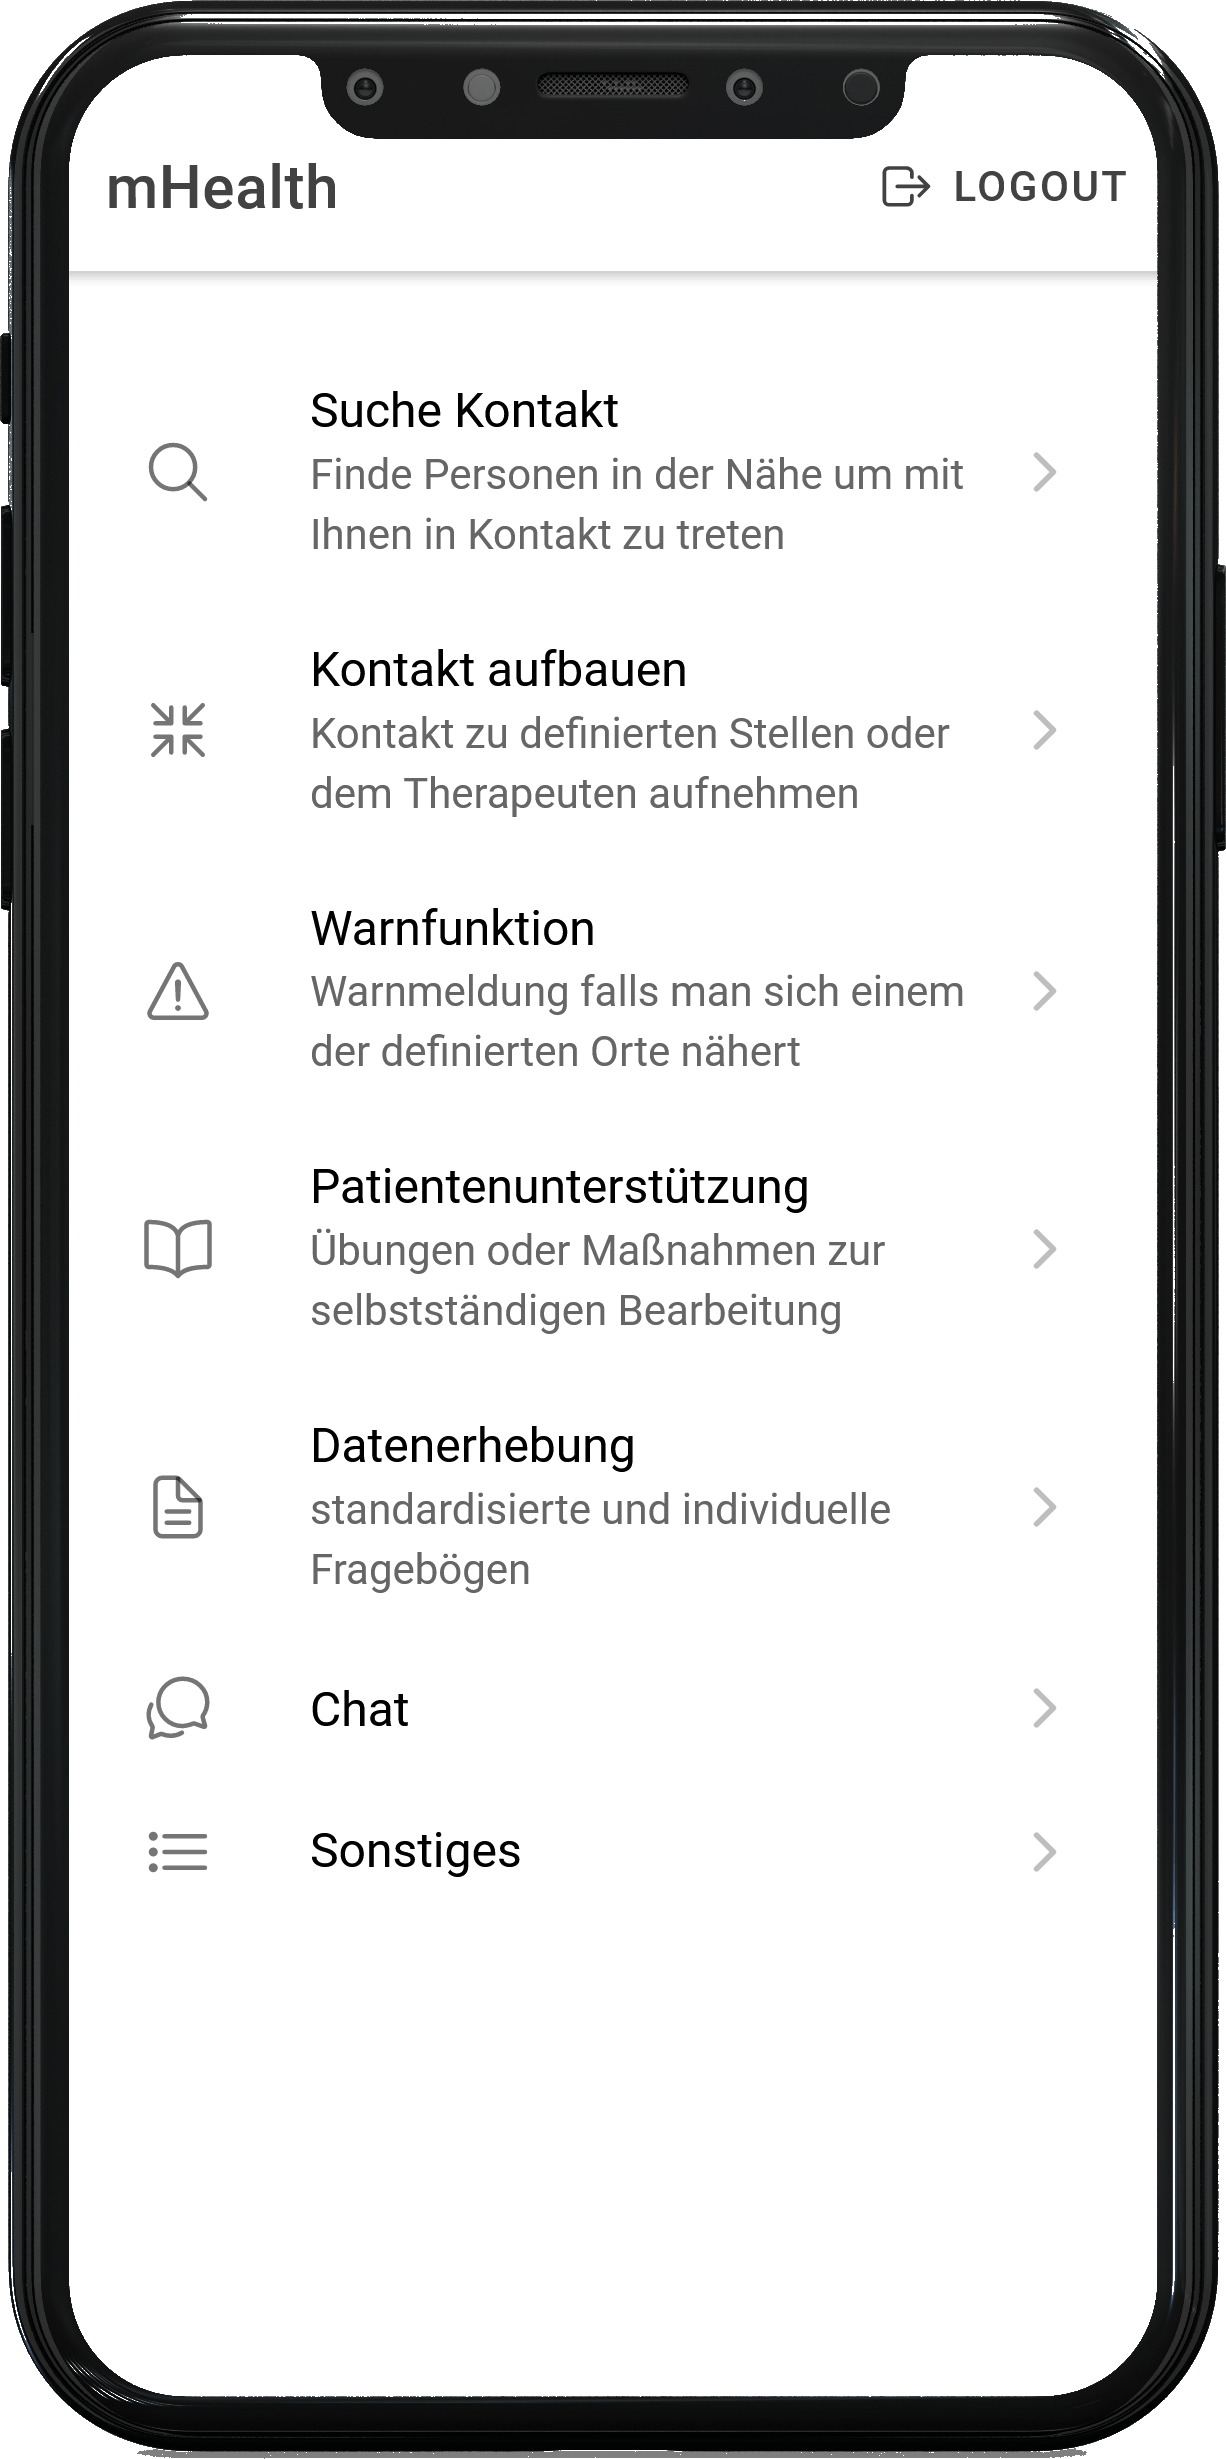 mHealth
LOGOUT
Suche Kontakt
Finde Personen in der Nähe um mit
Ihnen in Kontakt zu treten
Kontakt aufbauen
Kontakt zu definierten Stellen oder
dem Therapeuten aufnehmen
Warnfunktion
Warnmeldung falls man sich einem
der definierten Orte nähert
Patientenunterstützung
Übungen oder Maßnahmen zur
selbstständigen Bearbeitung
Datenerhebung
standardisierte und individuelle
Fragebögen
Chat
Sonstiges